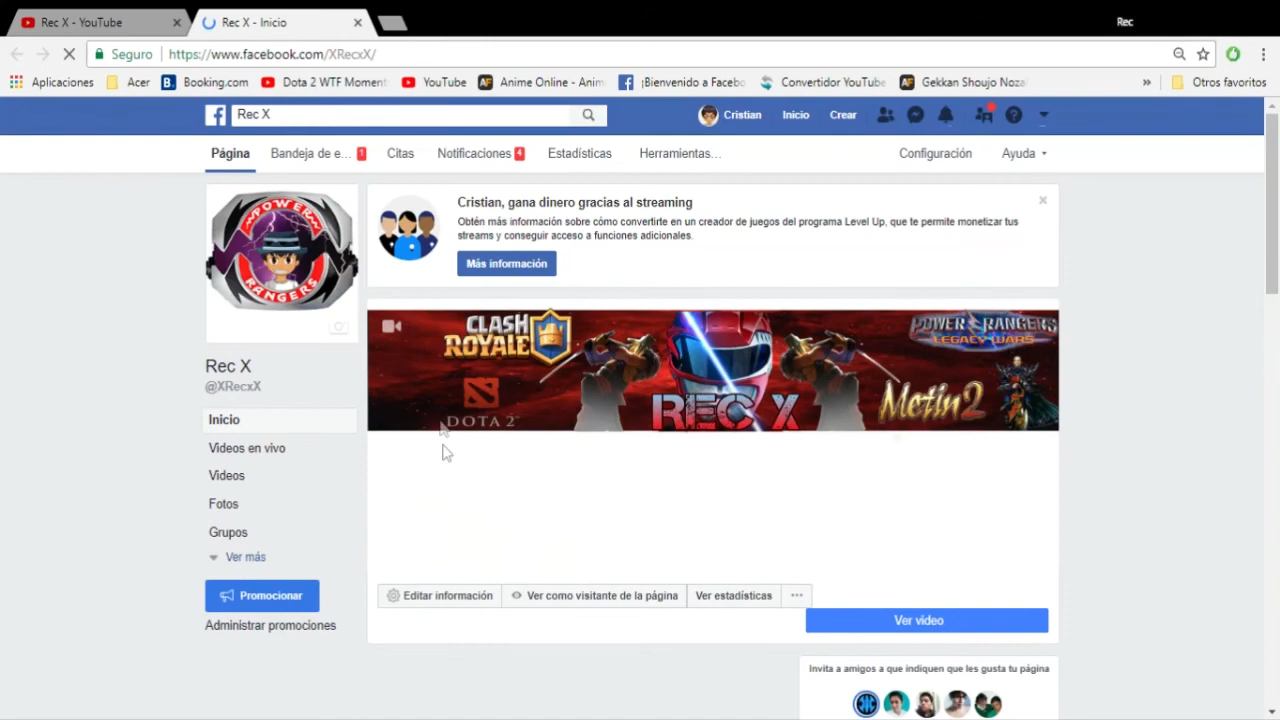 Rec X - YouTube
Rec X - Inicio
Rec
Seguro
https://www.facebook.com/XRecxX/
Aplicaciones
Acer
Booking.com
Dota 2 WTF Moment
YouTube
Anime Online - Anim
¡Bienvenido a Facebo
Convertidor YouTube
Gekkan Shoujo Noza
»
Otros favoritos
Rec X
Cristian
Inicio
Crear
Página
Bandeja de e... 1
Citas
Notificaciones 4
Estadísticas
Herramientas...
Configuración
Ayuda
POWER
RANGERS
Cristian, gana dinero gracias al streaming
Obtén más información sobre cómo convertirte en un creador de juegos del programa Level Up, que te permite monetizar tus
streams y conseguir acceso a funciones adicionales.
Más información
CLASH
ROYALE
DOTA 2
REC X
POWER RANGERS
LEGACY WARS
Metin2
Rec X
@XRecxX
Inicio
Videos en vivo
Videos
Fotos
Grupos
Ver más
Promocionar
Administrar promociones
Editar información
Ver como visitante de la página
Ver estadísticas
...
Ver video
Invita a amigos a que indiquen que les gusta tu página